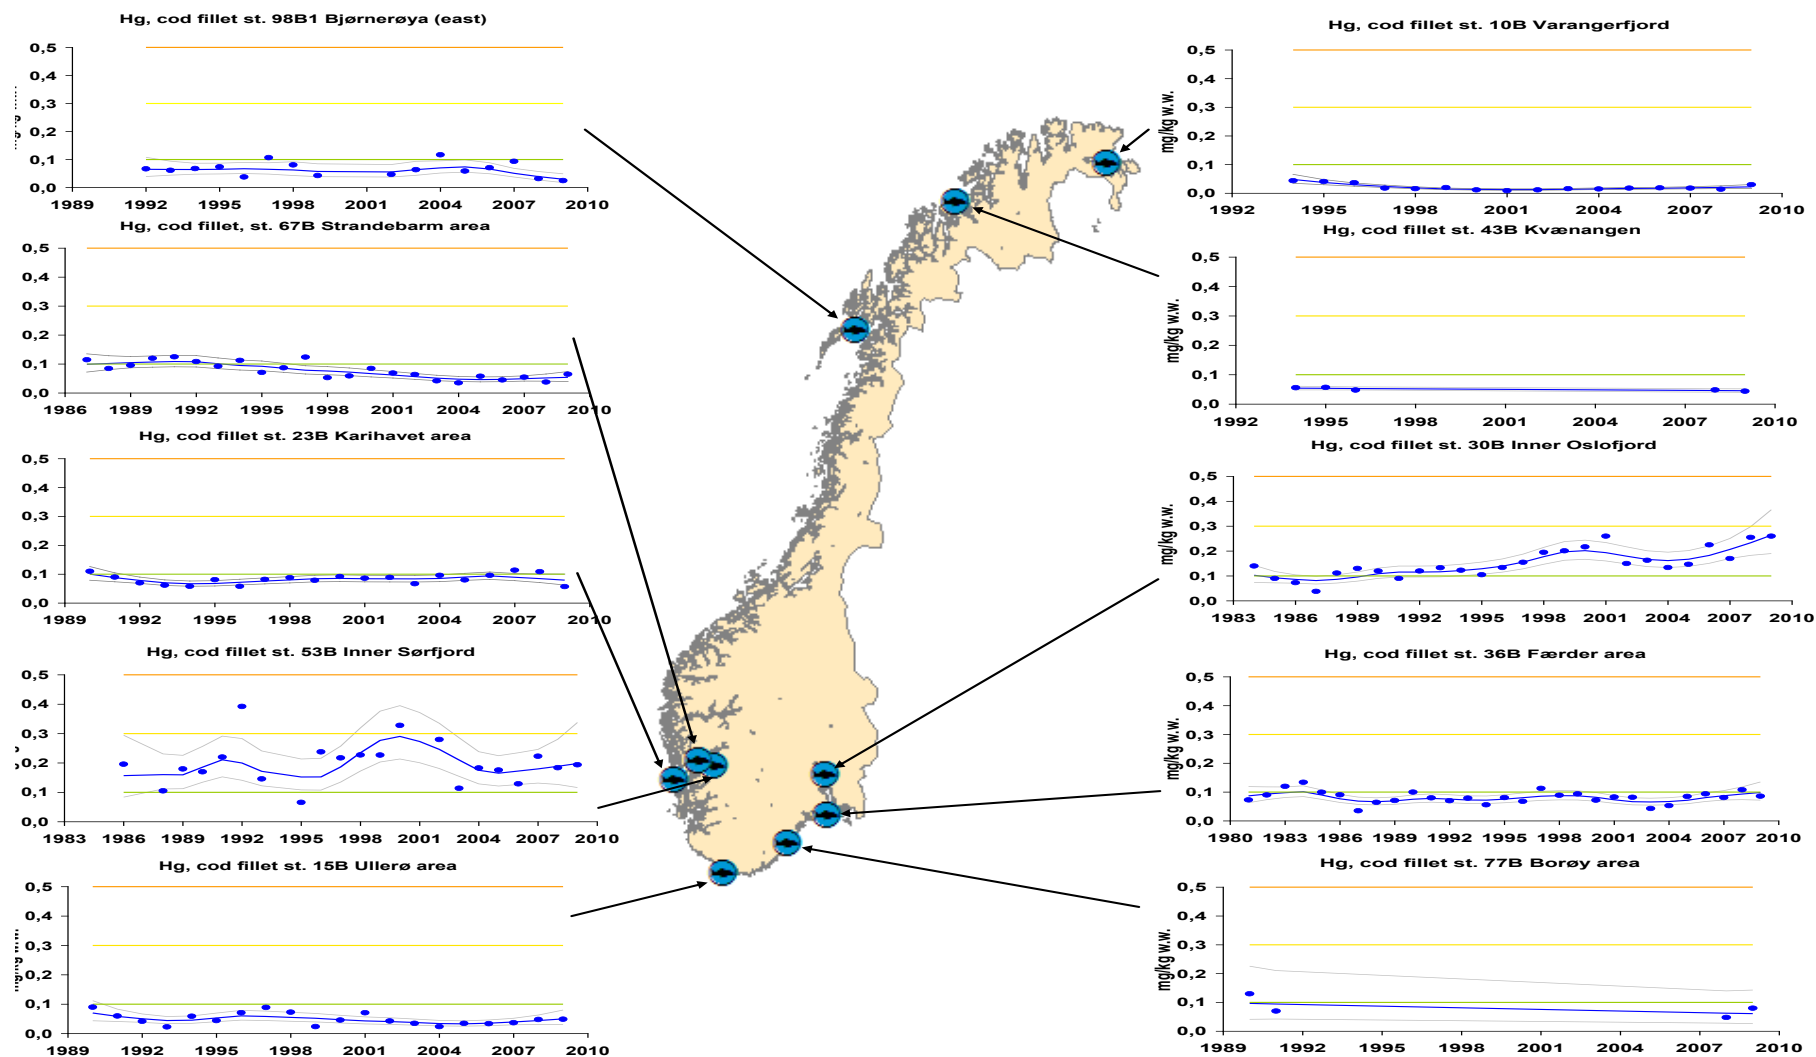 Hg, cod fillet st. 98B1 Bjørnerøya (east)
0,5
0,4
0,3
0,2
0,1
0,0
1989 1992 1995 1998 2001 2004 2007 2010
Hg, cod fillet, st. 67B Strandebarm area
0,5
0,4
0,3
0,2
0,1
0,0
1986 1989 1992 1995 1998 2001 2004 2007 2010
Hg, cod fillet st. 23B Karihavet area
0,5
0,4
0,3
0,2
0,1
0,0
1989 1992 1995 1998 2001 2004 2007 2010
Hg, cod fillet st. 53B Inner Sørfjord
0,5
0,4
0,3
0,2
0,1
0,0
1983 1986 1989 1992 1995 1998 2001 2004 2007 2010
Hg, cod fillet st. 15B Ullerø area
0,5
0,4
0,3
0,2
0,1
0,0
1989 1992 1995 1998 2001 2004 2007 2010
Hg, cod fillet st. 10B Varangerfjord
mg/kg w.w.
0,5
0,4
0,3
0,2
0,1
0,0
1992 1995 1998 2001 2004 2007 2010
Hg, cod fillet st. 43B Kvænangen
mg/kg w.w.
0,5
0,4
0,3
0,2
0,1
0,0
1992 1995 1998 2001 2004 2007 2010
Hg, cod fillet st. 30B Inner Oslofjord
mg/kg w.w.
0,5
0,4
0,3
0,2
0,1
0,0
1983 1986 1989 1992 1995 1998 2001 2004 2007 2010
Hg, cod fillet st. 36B Færder area
mg/kg w.w.
0,5
0,4
0,3
0,2
0,1
0,0
1980 1983 1986 1989 1992 1995 1998 2001 2004 2007 2010
Hg, cod fillet st. 77B Borøy area
mg/kg w.w.
0,5
0,4
0,3
0,2
0,1
0,0
1989 1992 1995 1998 2001 2004 2007 2010